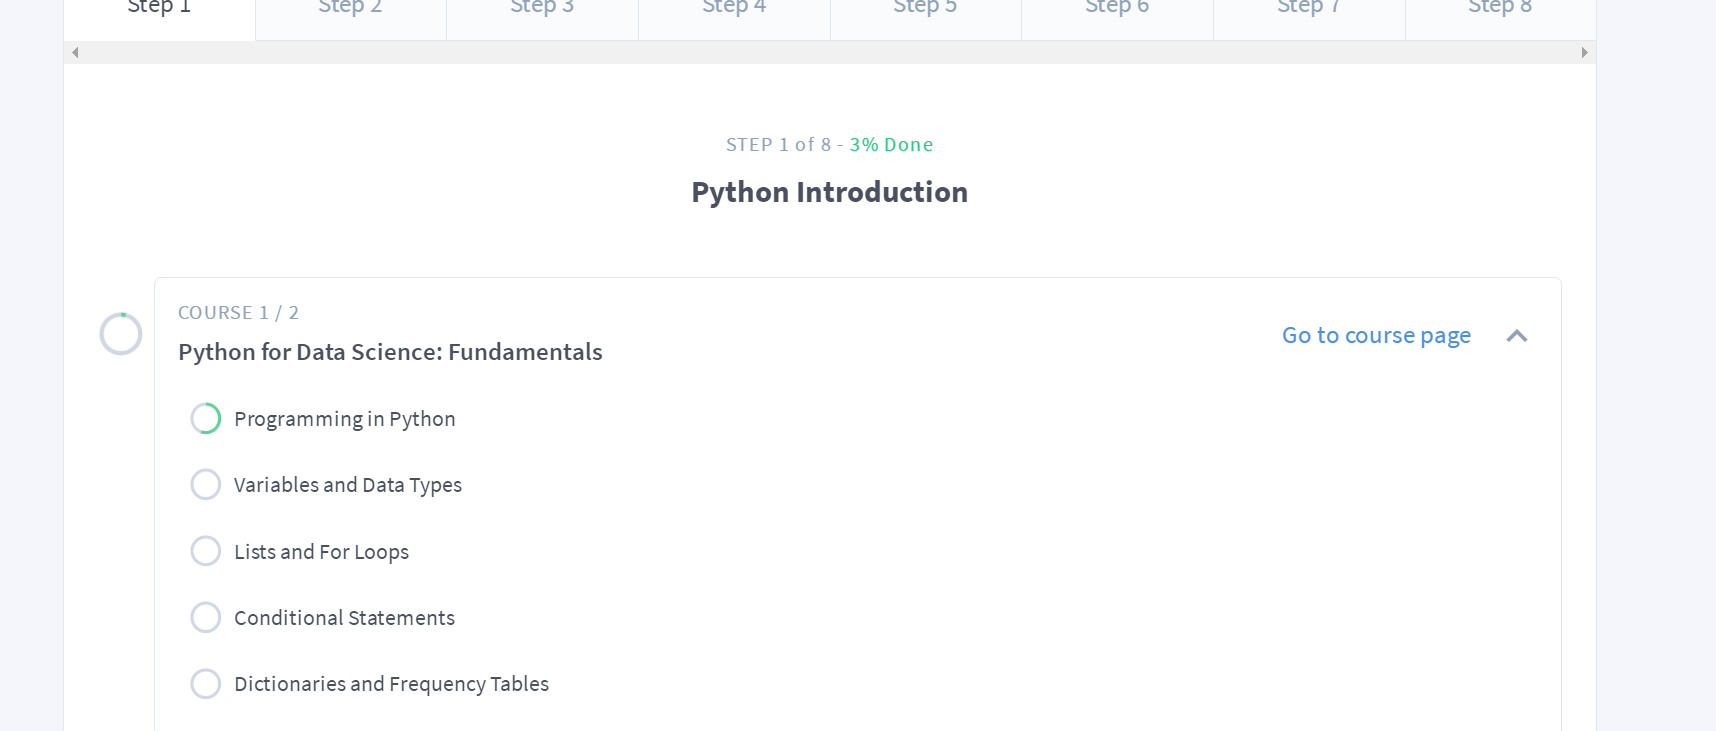 Step 1 Step 2 Step 3 Step 4 Step 5 Step 6 Step 7 Step 8
STEP 1 of 8 - 3% Done
Python Introduction
COURSE 1 / 2
Python for Data Science: Fundamentals
Go to course page
Programming in Python
Variables and Data Types
Lists and For Loops
Conditional Statements
Dictionaries and Frequency Tables